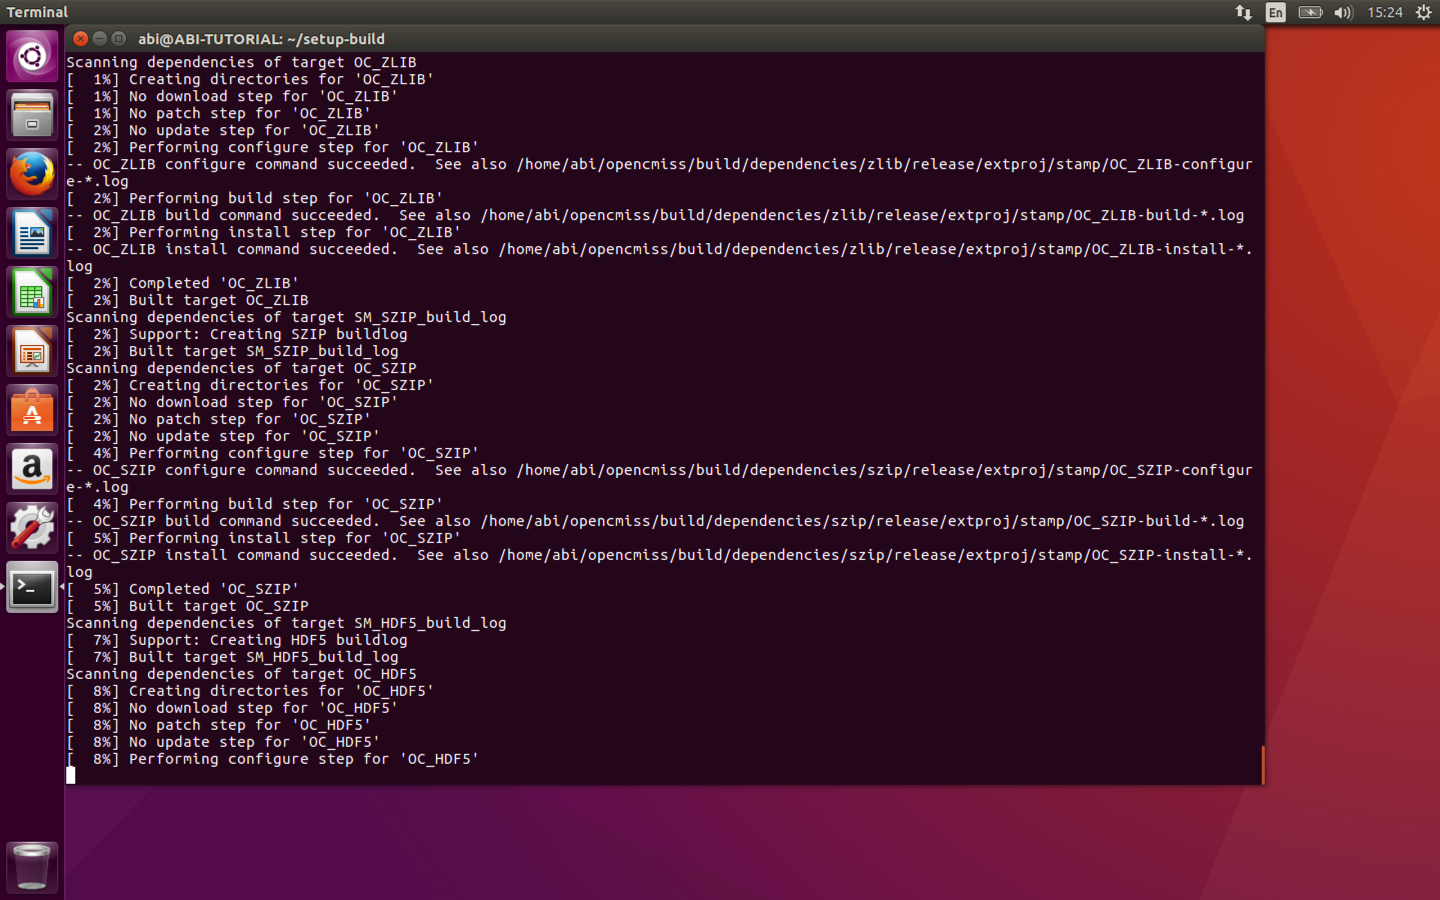 Terminal
En
15:24
abi@ABI-TUTORIAL: ~/setup-build
Scanning dependencies of target OC_ZLIB
[  1%] Creating directories for 'OC_ZLIB'
[  1%] No download step for 'OC_ZLIB'
[  1%] No patch step for 'OC_ZLIB'
[  2%] No update step for 'OC_ZLIB'
[  2%] Performing configure step for 'OC_ZLIB'
-- OC_ZLIB configure command succeeded.  See also /home/abi/opencmiss/build/dependencies/zlib/release/extproj/stamp/OC_ZLIB-configur
e-*.log
[  2%] Performing build step for 'OC_ZLIB'
-- OC_ZLIB build command succeeded.  See also /home/abi/opencmiss/build/dependencies/zlib/release/extproj/stamp/OC_ZLIB-build-*.log
[  2%] Performing install step for 'OC_ZLIB'
-- OC_ZLIB install command succeeded.  See also /home/abi/opencmiss/build/dependencies/zlib/release/extproj/stamp/OC_ZLIB-install-*.
log
[  2%] Completed 'OC_ZLIB'
[  2%] Built target OC_ZLIB
Scanning dependencies of target SM_SZIP_build_log
[  2%] Support: Creating SZIP buildlog
[  2%] Built target SM_SZIP_build_log
Scanning dependencies of target OC_SZIP
[  2%] Creating directories for 'OC_SZIP'
[  2%] No download step for 'OC_SZIP'
[  2%] No patch step for 'OC_SZIP'
[  2%] No update step for 'OC_SZIP'
[  4%] Performing configure step for 'OC_SZIP'
-- OC_SZIP configure command succeeded.  See also /home/abi/opencmiss/build/dependencies/szip/release/extproj/stamp/OC_SZIP-configur
e-*.log
[  4%] Performing build step for 'OC_SZIP'
-- OC_SZIP build command succeeded.  See also /home/abi/opencmiss/build/dependencies/szip/release/extproj/stamp/OC_SZIP-build-*.log
[  5%] Performing install step for 'OC_SZIP'
-- OC_SZIP install command succeeded.  See also /home/abi/opencmiss/build/dependencies/szip/release/extproj/stamp/OC_SZIP-install-*.
log
[  5%] Completed 'OC_SZIP'
[  5%] Built target OC_SZIP
Scanning dependencies of target SM_HDF5_build_log
[  7%] Support: Creating HDF5 buildlog
[  7%] Built target SM_HDF5_build_log
Scanning dependencies of target OC_HDF5
[  8%] Creating directories for 'OC_HDF5'
[  8%] No download step for 'OC_HDF5'
[  8%] No patch step for 'OC_HDF5'
[  8%] No update step for 'OC_HDF5'
[  8%] Performing configure step for 'OC_HDF5'